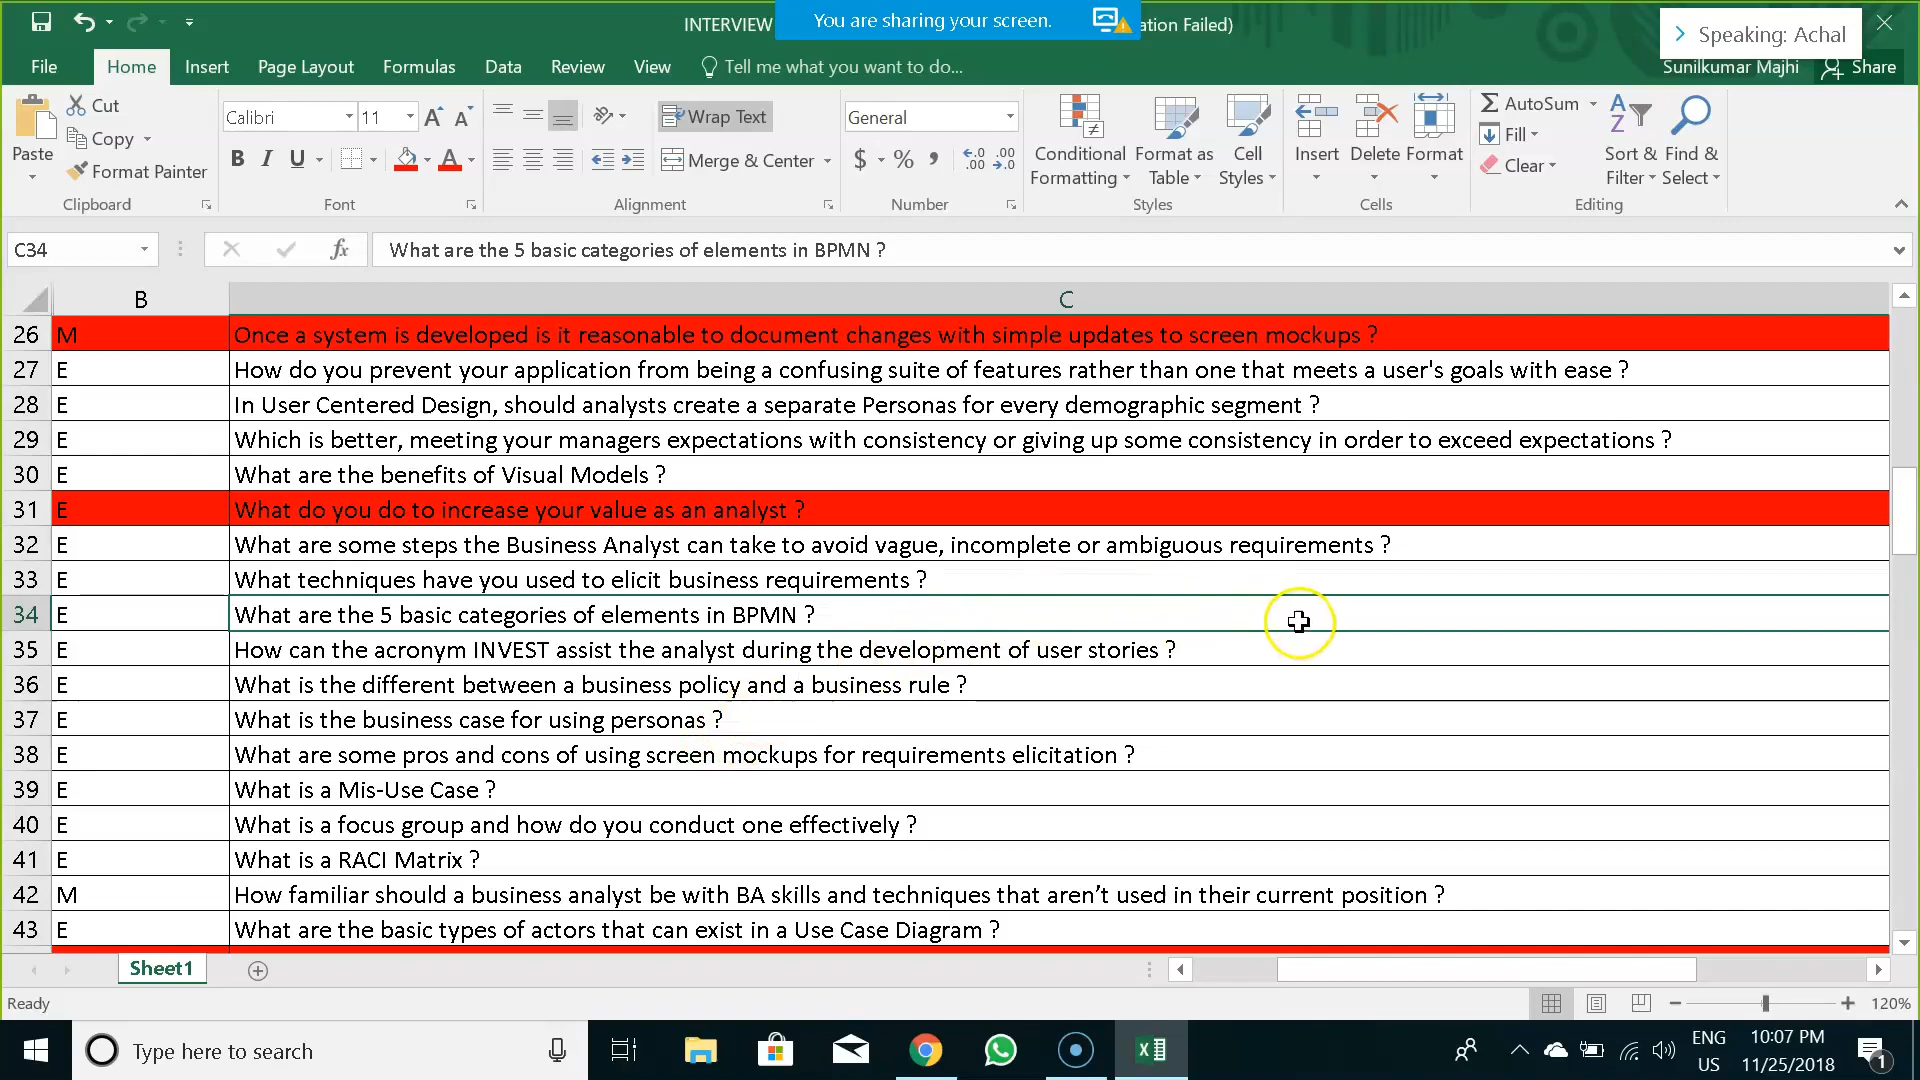 INTERVIEW
You are sharing your screen.
ation Failed)
Speaking: Achal
File
Home
Insert
Page Layout
Formulas
Data
Review
View
Tell me what you want to do...
Sunilkumar Majhi
Share
Paste
Cut
Copy
Format Painter
Clipboard
Calibri
11
B I U
Font
Wrap Text
Merge & Center
Alignment
General
$ % ,
Number
Conditional Formatting
Format as Table
Cell Styles
Styles
Insert
Delete
Format
Cells
AutoSum
Fill
Clear
Sort & Filter
Find & Select
Editing
C34
fx
What are the 5 basic categories of elements in BPMN ?
B
C
26 M Once a system is developed is it reasonable to document changes with simple updates to screen mockups ?
27 E How do you prevent your application from being a confusing suite of features rather than one that meets a user's goals with ease ?
28 E In User Centered Design, should analysts create a separate Personas for every demographic segment ?
29 E Which is better, meeting your managers expectations with consistency or giving up some consistency in order to exceed expectations ?
30 E What are the benefits of Visual Models ?
31 E What do you do to increase your value as an analyst ?
32 E What are some steps the Business Analyst can take to avoid vague, incomplete or ambiguous requirements ?
33 E What techniques have you used to elicit business requirements ?
34 E What are the 5 basic categories of elements in BPMN ?
35 E How can the acronym INVEST assist the analyst during the development of user stories ?
36 E What is the different between a business policy and a business rule ?
37 E What is the business case for using personas ?
38 E What are some pros and cons of using screen mockups for requirements elicitation ?
39 E What is a Mis-Use Case ?
40 E What is a focus group and how do you conduct one effectively ?
41 E What is a RACI Matrix ?
42 M How familiar should a business analyst be with BA skills and techniques that aren’t used in their current position ?
43 E What are the basic types of actors that can exist in a Use Case Diagram ?
Sheet1
Ready
120%
Type here to search
ENG
US
10:07 PM
11/25/2018
1